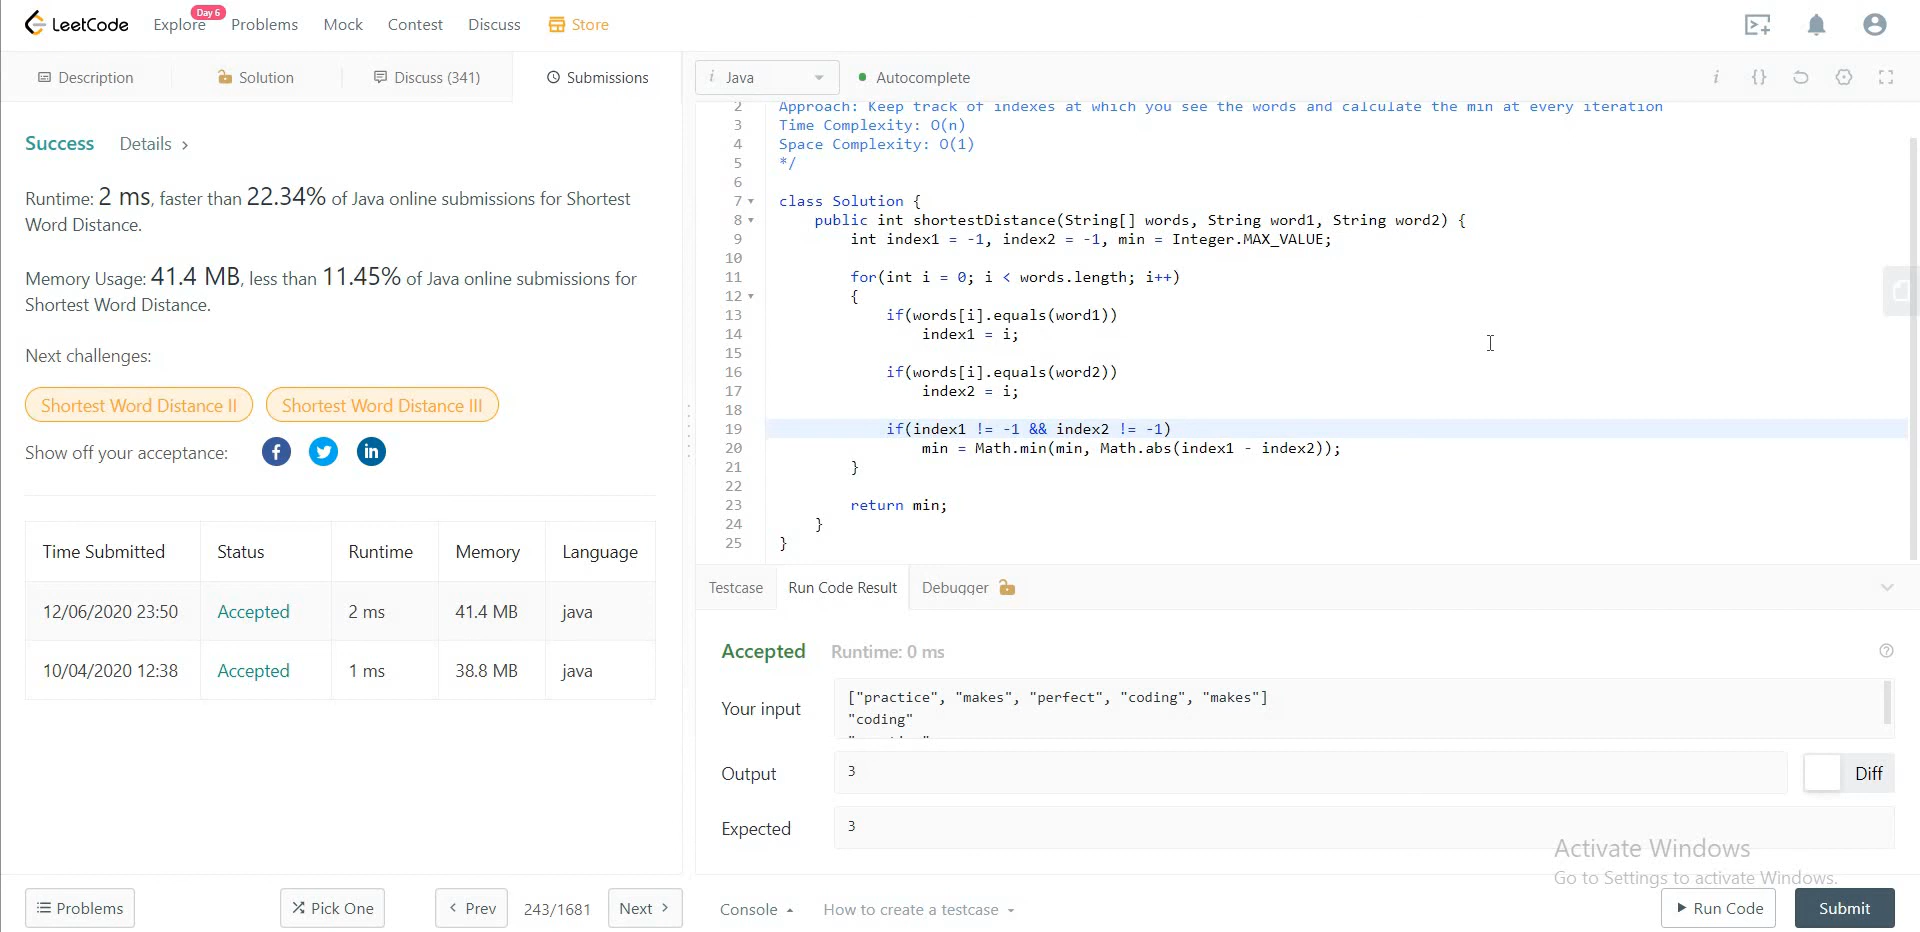 LeetCode
Explore
Day 6
Problems
Mock
Contest
Discuss
Store
Description
Solution
Discuss (341)
Submissions
Success
Details >
Runtime: 2 ms, faster than 22.34% of Java online submissions for Shortest
Word Distance.
Memory Usage: 41.4 MB, less than 11.45% of Java online submissions for
Shortest Word Distance.
Next challenges:
Shortest Word Distance II
Shortest Word Distance III
Show off your acceptance:
Time Submitted Status Runtime Memory Language
12/06/2020 23:50 Accepted 2 ms 41.4 MB java
10/04/2020 12:38 Accepted 1 ms 38.8 MB java
Problems
Pick One
< Prev
243/1681
Next >
i Java
Autocomplete
i {}
2 Approach: Keep track of indexes at which you see the words and calculate the min at every iteration
3 Time Complexity: O(n)
4 Space Complexity: O(1)
5 */
6
7 class Solution {
8 public int shortestDistance(String[] words, String word1, String word2) {
9 int index1 = -1, index2 = -1, min = Integer.MAX_VALUE;
10
11 for(int i = 0; i < words.length; i++)
12 {
13 if(words[i].equals(word1))
14 index1 = i;
15
16 if(words[i].equals(word2))
17 index2 = i;
18
19 if(index1 != -1 && index2 != -1)
20 min = Math.min(min, Math.abs(index1 - index2));
21 }
22
23 return min;
24 }
25 }
Testcase
Run Code Result
Debugger
Accepted Runtime: 0 ms
Your input
["practice", "makes", "perfect", "coding", "makes"]
"coding"
Output
3
Diff
Expected
3
Activate Windows
Go to Settings to activate Windows.
Console
How to create a testcase
Run Code
Submit